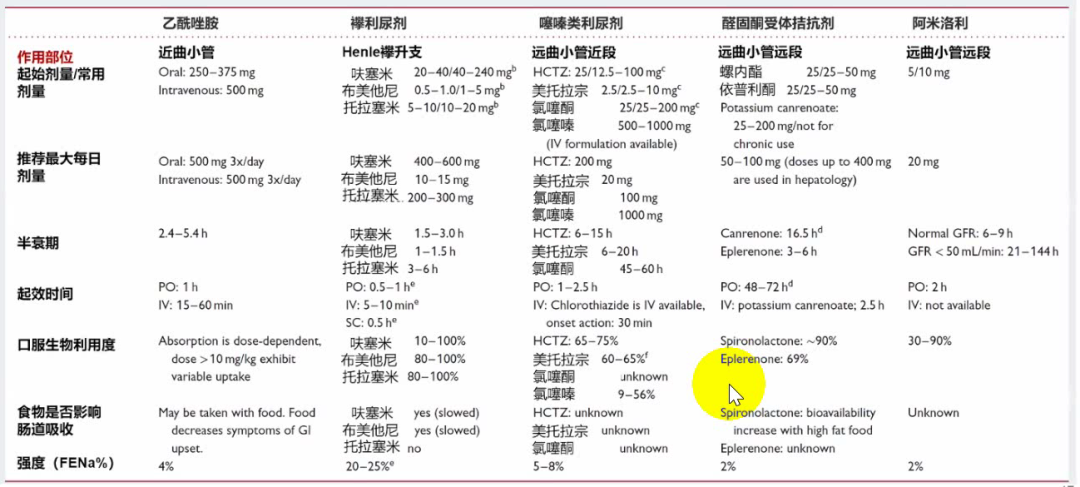 乙酰唑胺 襻利尿剂 噻嗪类利尿剂 醛固酮受体拮抗剂 阿米洛利
作用部位 近曲小管 Henle襻升支 远曲小管近段 远曲小管远段 远曲小管远段
起始剂量/常用 Oral: 250–375 mg 呋塞米 20–40/40–240 mgᵇ HCTZ: 25/12.5–100 mgᶜ 螺内酯 25/25–50 mg 5/10 mg
剂量 Intravenous: 500 mg 布美他尼 0.5–1.0/1–5 mgᵇ 美托拉宗 2.5/2.5–10 mgᶜ 依普利酮 25/25–50 mg
托拉塞米 5–10/10–20 mgᵇ 氯噻酮 25/25–200 mgᶜ Potassium canrenoate:
氯噻嗪 500–1000 mg 25–200 mg/not for
(IV formulation available) chronic use
推荐最大每日 Oral: 500 mg 3x/day 呋塞米 400–600 mg HCTZ: 200 mg 50–100 mg (doses up to 400 mg 20 mg
剂量 Intravenous: 500 mg 3x/day 布美他尼 10–15 mg 美托拉宗 20 mg are used in hepatology)
托拉塞米 200–300 mg 氯噻酮 100 mg
氯噻嗪 1000 mg
半衰期 2.4–5.4 h 呋塞米 1.5–3.0 h HCTZ: 6–15 h Canrenone: 16.5 hᵈ Normal GFR: 6–9 h
布美他尼 1–1.5 h 美托拉宗 6–20 h Eplerenone: 3–6 h GFR < 50 mL/min: 21–144 h
托拉塞米 3–6 h 氯噻酮 45–60 h
起效时间 PO: 1 h PO: 0.5–1 hᵉ PO: 1–2.5 h PO: 48–72 hᵈ PO: 2 h
IV: 15–60 min IV: 5–10 minᵉ IV: Chlorothiazide is IV available, IV: potassium canrenoate; 2.5 h IV: not available
SC: 0.5 hᵉ onset action: 30 min
口服生物利用度 Absorption is dose-dependent, 呋塞米 10–100% HCTZ: 65–75% Spironolactone: ~90% 30–90%
dose > 10 mg/kg exhibit 布美他尼 80–100% 美托拉宗 60–65%ᶠ Eplerenone: 69%
variable uptake 托拉塞米 80–100% 氯噻酮 unknown
氯噻嗪 9–56%
食物是否影响 May be taken with food. Food 呋塞米 yes (slowed) HCTZ: unknown Spironolactone: bioavailability Unknown
肠道吸收 decreases symptoms of GI 布美他尼 yes (slowed) 美托拉宗 unknown increase with high fat food
upset. 托拉塞米 no 氯噻酮 unknown Eplerenone: unknown
强度（FENa%） 4% 20–25%ᵉ 5–8% 2% 2%